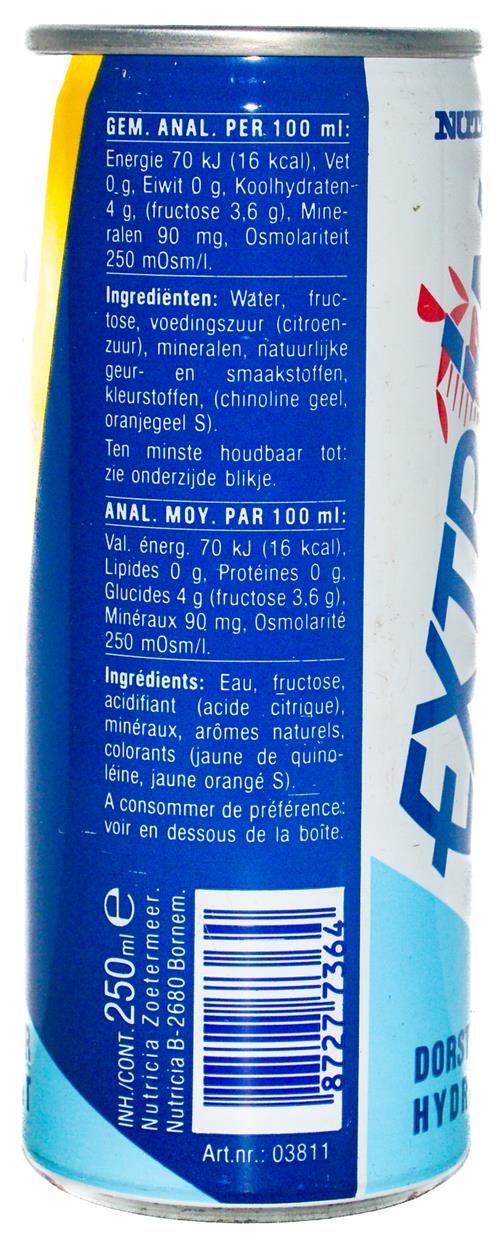 GEM. ANAL. PER 100 ml:
Energie 70 kJ (16 kcal), Vet
0 g, Eiwit 0 g, Koolhydraten-
4 g, (fructose 3,6 g), Mine-
ralen 90 mg, Osmolariteit
250 mOsm/l.
Ingrediënten: Water, fruc-
tose, voedingszuur (citroen-
zuur), mineralen, natuurlijke
geur- en smaakstoffen,
kleurstoffen, (chinoline geel,
oranjegeel S).
Ten minste houdbaar tot:
zie onderzijde blikje.
ANAL. MOY. PAR 100 ml:
Val. énerg. 70 kJ (16 kcal),
Lipides 0 g, Protéines 0 g,
Glucides 4 g (fructose 3,6 g),
Minéraux 90 mg, Osmolarité
250 mOsm/l.
Ingrédients: Eau, fructose,
acidifiant (acide citrique),
minéraux, arômes naturels,
colorants (jaune de quino-
léine, jaune orangé S).
A consommer de préférence:
voir en dessous de la boîte.
INH./CONT. 250 ml e
Nutricia Zoetermeer.
Nutricia B-2680 Bornem.
8727 7364
Art.nr.: 03811
EXTR
DORST
HYDR